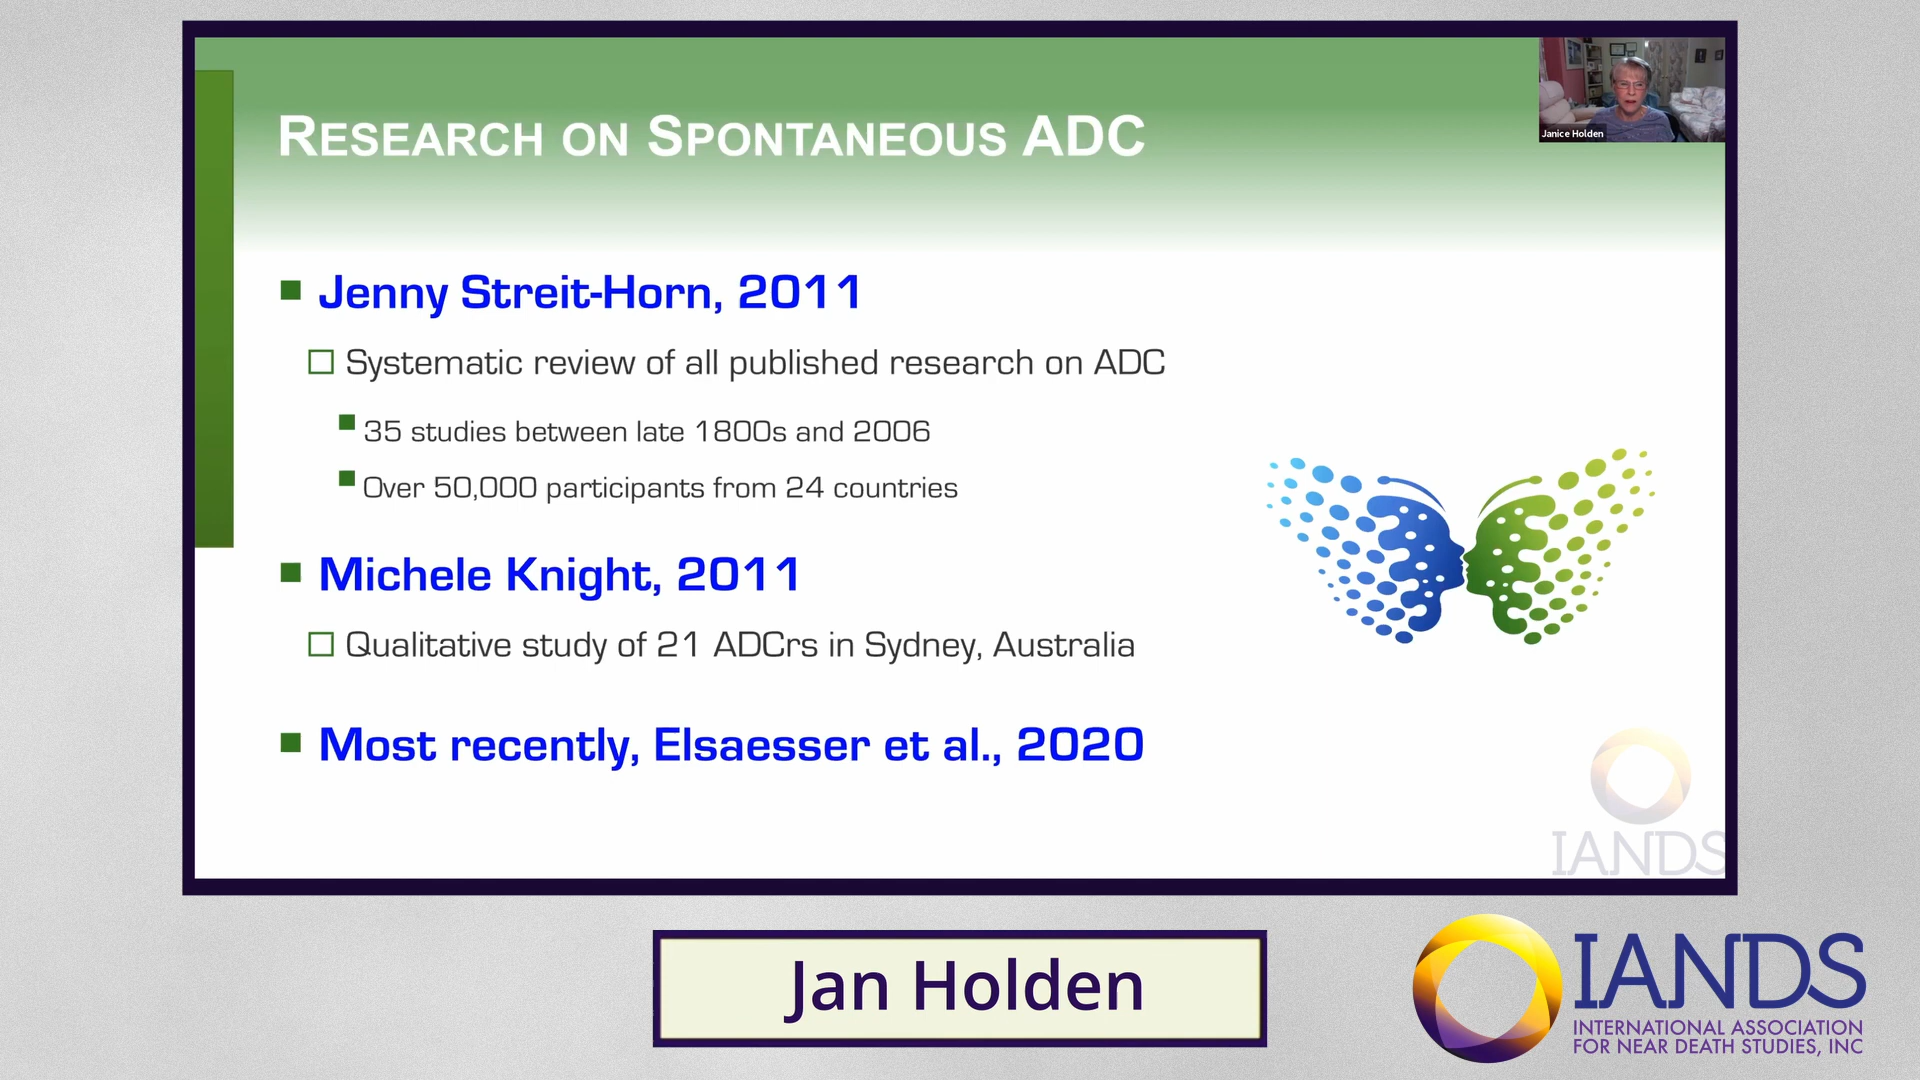 RESEARCH ON SPONTANEOUS ADC
Janice Holden
Jenny Streit-Horn, 2011
Systematic review of all published research on ADC
35 studies between late 1800s and 2006
Over 50,000 participants from 24 countries
Michele Knight, 2011
Qualitative study of 21 ADCrs in Sydney, Australia
Most recently, Elsaesser et al., 2020
IANDS
Jan Holden
IANDS
INTERNATIONAL ASSOCIATION
FOR NEAR DEATH STUDIES, INC